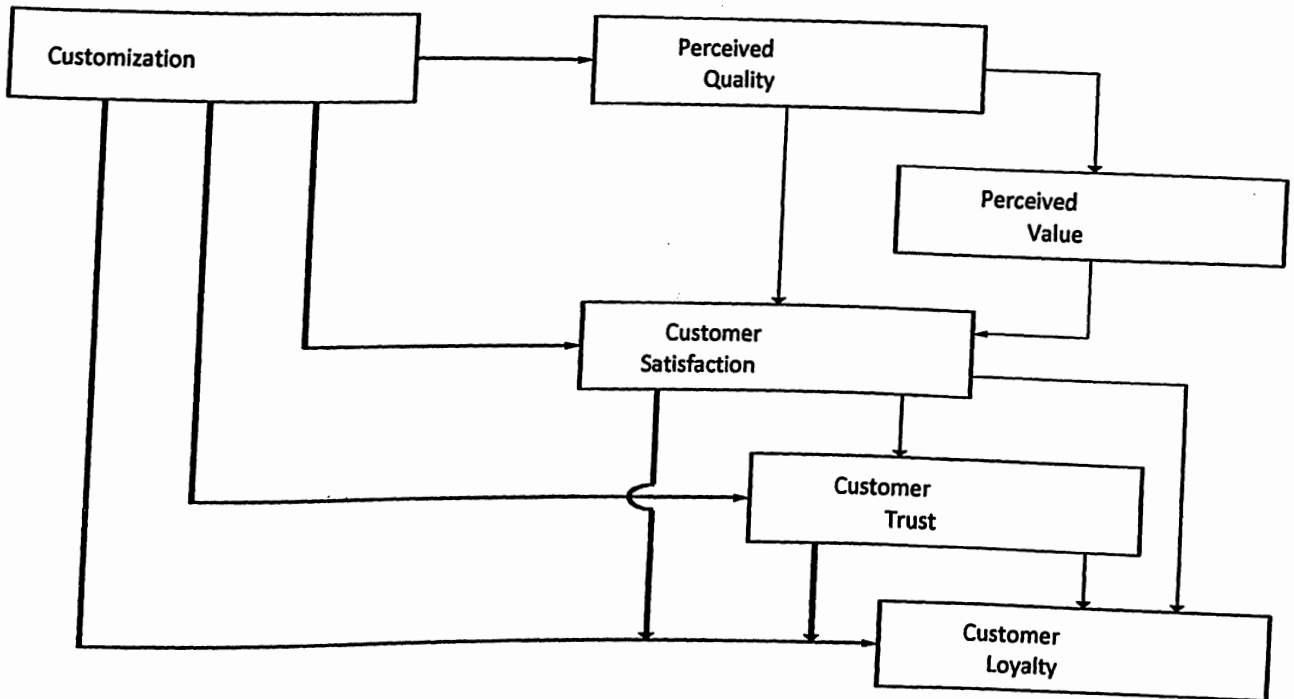 Customization
Perceived
Quality
Perceived
Value
Customer
Satisfaction
Customer
Trust
Customer
Loyalty